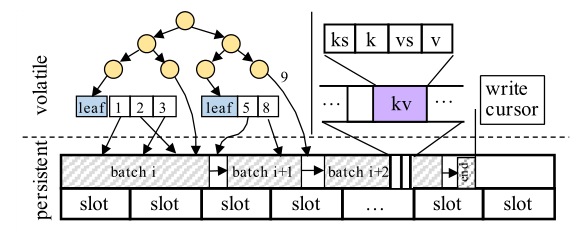 ks k vs v
9
volatile
leaf 1 2 3
leaf 5 8
... kv ...
write
cursor
persistent
batch i
batch i+1
batch i+2
end
slot slot slot slot ... slot slot